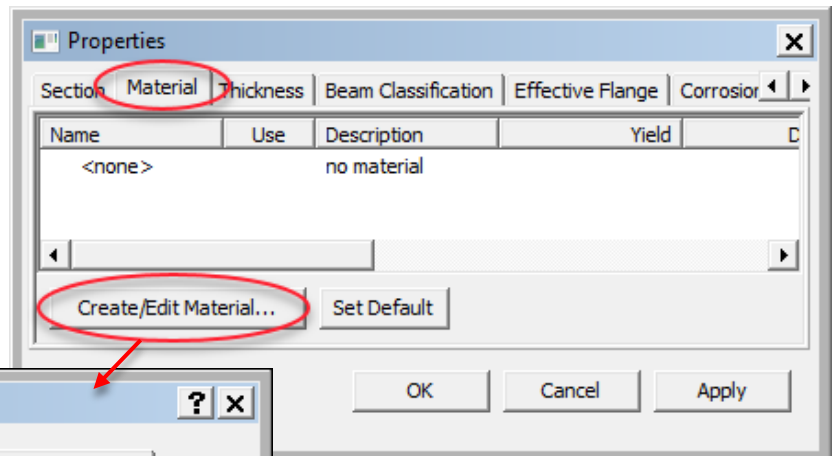 Properties
Section Material Thickness Beam Classification Effective Flange Corrosion
Name Use Description Yield D
<none> no material
Create/Edit Material... Set Default
OK Cancel Apply